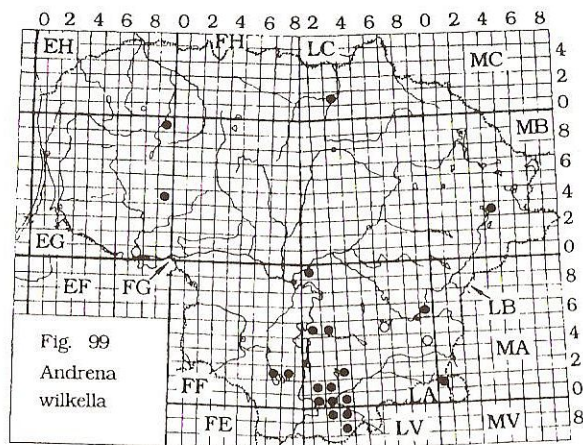 0 2 4 6 8 0 2 4 6 8 0 2 4 6 8 0 2 4 6 8
EH FH LC MC 4
2
0
MB 8
6
4
2
EG 0
EF FG LB 8
6
Fig. 99 MA 4
Andrena 2
wilkella FF LA 0
FE LV MV 8